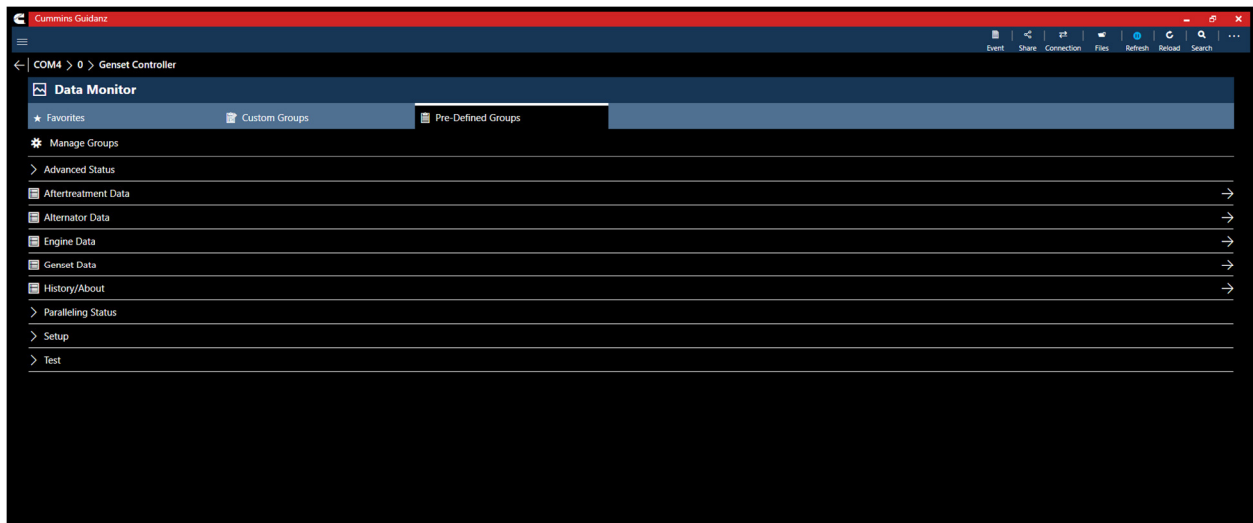 Cummins Guidanz
Event Share Connection Files Refresh Reload Search
COM4 > 0 > Genset Controller
Data Monitor
Favorites Custom Groups Pre-Defined Groups
Manage Groups
Advanced Status
Aftertreatment Data
Alternator Data
Engine Data
Genset Data
History/About
Paralleling Status
Setup
Test